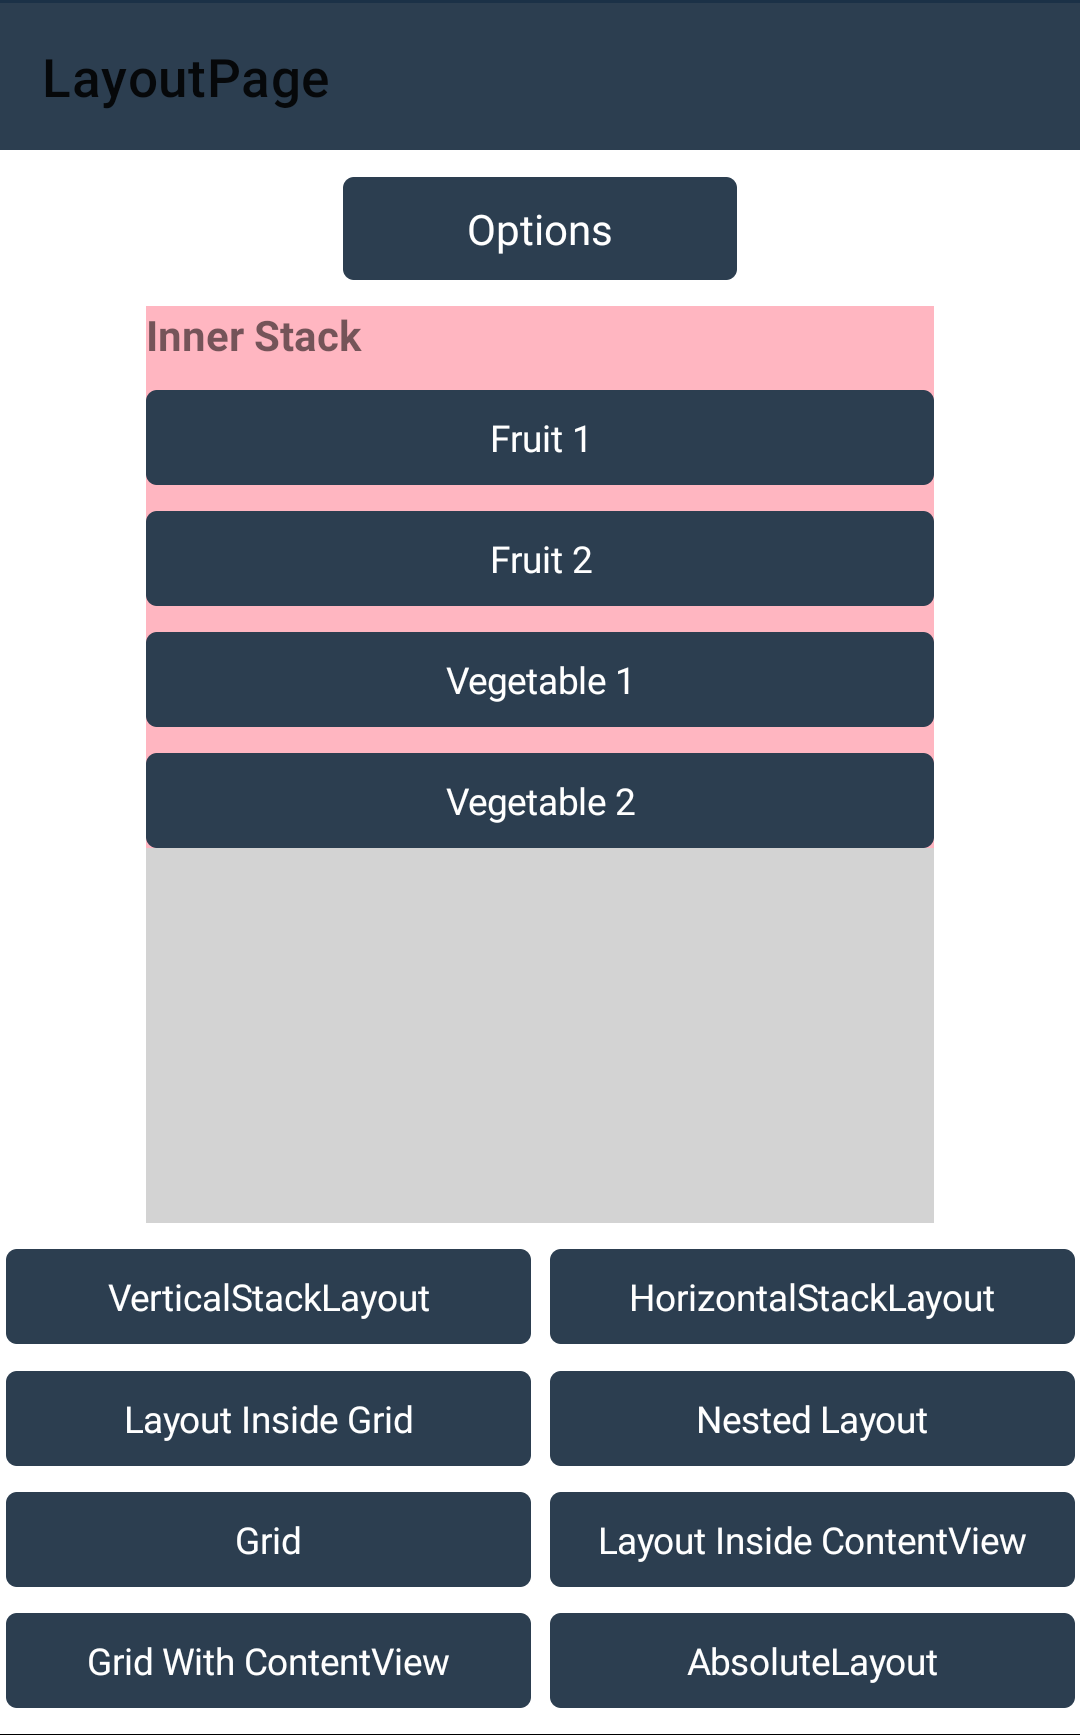 LayoutPage
Options
Inner Stack
Fruit 1
Fruit 2
Vegetable 1
Vegetable 2
VerticalStackLayout
HorizontalStackLayout
Layout Inside Grid
Nested Layout
Grid
Layout Inside ContentView
Grid With ContentView
AbsoluteLayout